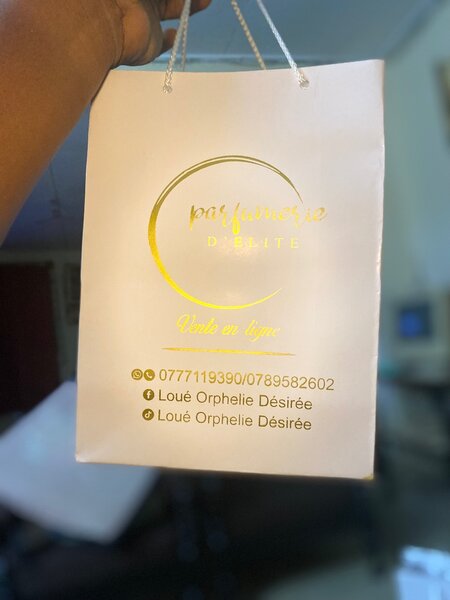 parfumerie
D'ELITE
Vente en ligne
0777119390/0789582602
Loué Orphelie Désirée
Loué Orphelie Désirée